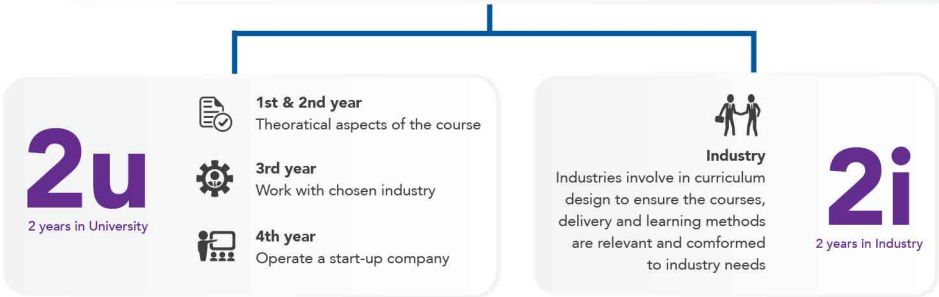 2u
2 years in University
1st & 2nd year
Theoratical aspects of the course
3rd year
Work with chosen industry
4th year
Operate a start-up company
Industry
Industries involve in curriculum
design to ensure the courses,
delivery and learning methods
are relevant and comformed
to industry needs
2i
2 years in Industry